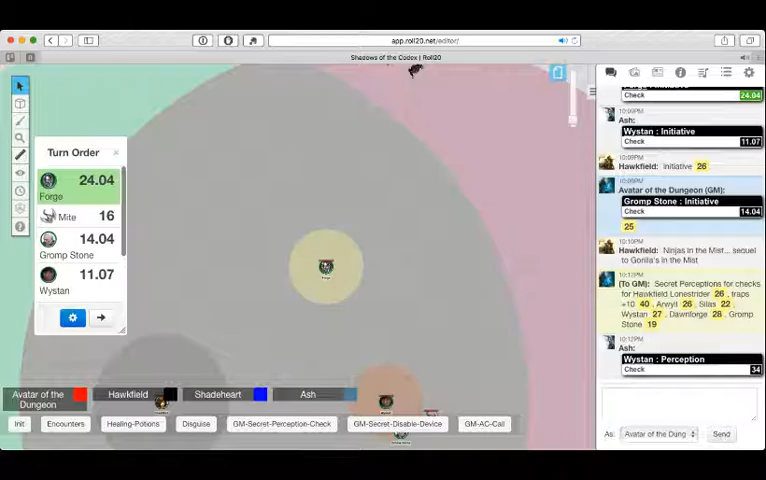 app.roll20.net/editor/
Shadows of the Codex | Roll20
Turn Order
24.04
Forge
Mite 16
14.04
Gromp Stone
11.07
Wystan
Forge
Avatar of the
Dungeon
Hawkfield
Shadeheart
Ash
Init
Encounters
Healing-Potions
Disguise
GM-Secret-Perception-Check
GM-Secret-Disable-Device
GM-AC-Call
Check 24.04
10:09PM
Ash:
Wystan : Initiative
Check 11.07
10:09PM
Hawkfield: Initiative 26
Avatar of the Dungeon (GM):
Gromp Stone : Initiative
Check 14.04
25
10:10PM
Hawkfield: Ninjas in the Mist... sequel
to Gorilla's in the Mist
10:12PM
(To GM): Secret Perceptions for checks
for Hawkfield Lonestrider 26 , traps
+10 40 , Arwyll 26 , Silas 22 ,
Wystan 27 , Dawnforge 28 , Gromp
Stone 19
10:12PM
Ash:
Wystan : Perception
Check 34
As: Avatar of the Dung
Send